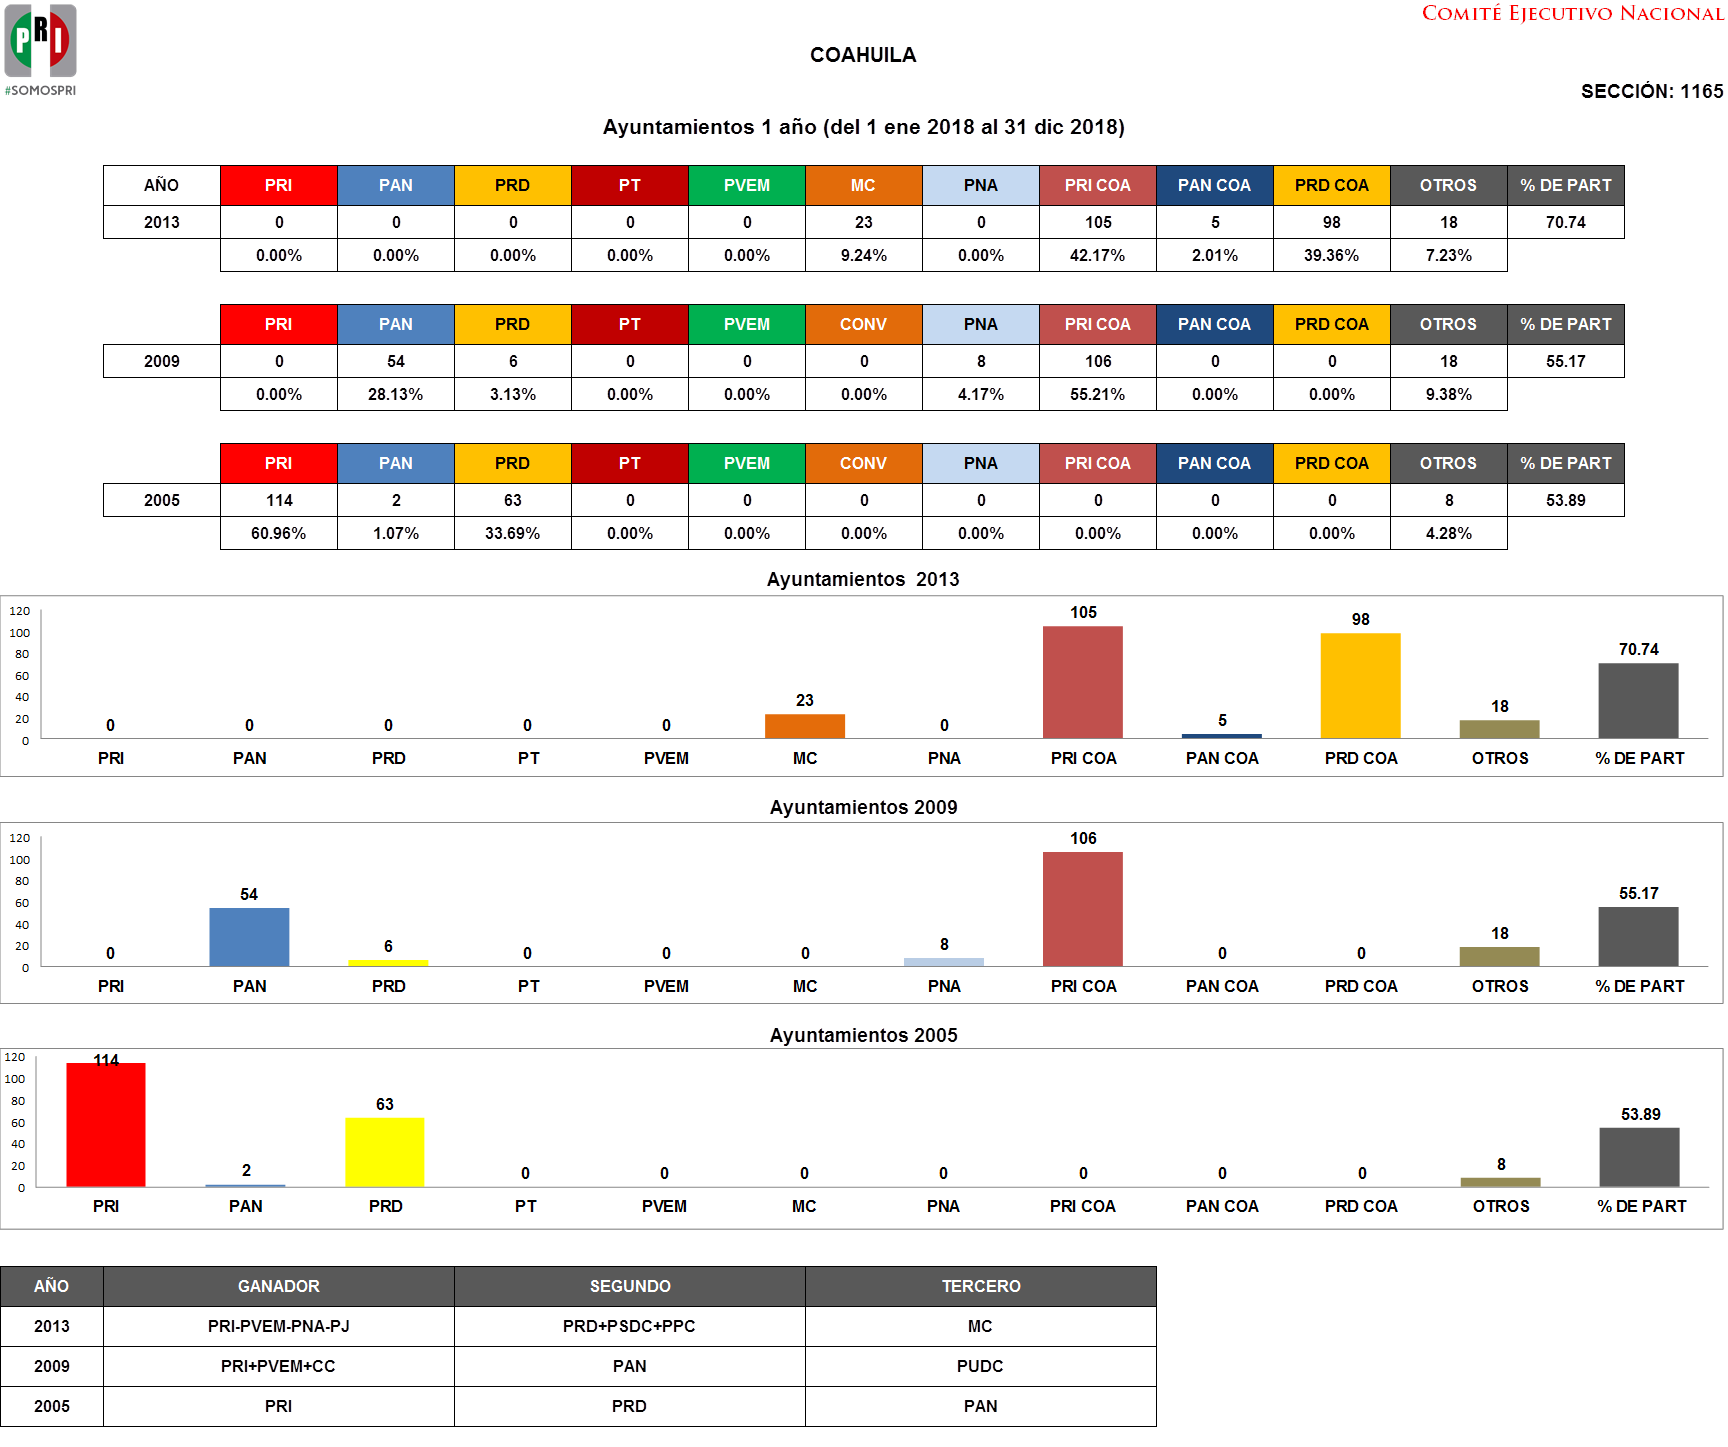 PRI
#SOMOSPRI
COMITÉ EJECUTIVO NACIONAL
COAHUILA
SECCIÓN: 1165
Ayuntamientos 1 año (del 1 ene 2018 al 31 dic 2018)
AÑO PRI PAN PRD PT PVEM MC PNA PRI COA PAN COA PRD COA OTROS % DE PART
2013 0 0 0 0 0 23 0 105 5 98 18 70.74
0.00% 0.00% 0.00% 0.00% 0.00% 9.24% 0.00% 42.17% 2.01% 39.36% 7.23%
PRI PAN PRD PT PVEM CONV PNA PRI COA PAN COA PRD COA OTROS % DE PART
2009 0 54 6 0 0 0 8 106 0 0 18 55.17
0.00% 28.13% 3.13% 0.00% 0.00% 0.00% 4.17% 55.21% 0.00% 0.00% 9.38%
PRI PAN PRD PT PVEM CONV PNA PRI COA PAN COA PRD COA OTROS % DE PART
2005 114 2 63 0 0 0 0 0 0 0 8 53.89
60.96% 1.07% 33.69% 0.00% 0.00% 0.00% 0.00% 0.00% 0.00% 0.00% 4.28%
Ayuntamientos 2013
120
100
80
60
40
20
0
0 0 0 0 0 23 0 105 5 98 18 70.74
PRI PAN PRD PT PVEM MC PNA PRI COA PAN COA PRD COA OTROS % DE PART
Ayuntamientos 2009
120
100
80
60
40
20
0
0 54 6 0 0 0 8 106 0 0 18 55.17
PRI PAN PRD PT PVEM MC PNA PRI COA PAN COA PRD COA OTROS % DE PART
Ayuntamientos 2005
120
100
80
60
40
20
0
114 2 63 0 0 0 0 0 0 0 8 53.89
PRI PAN PRD PT PVEM MC PNA PRI COA PAN COA PRD COA OTROS % DE PART
AÑO GANADOR SEGUNDO TERCERO
2013 PRI-PVEM-PNA-PJ PRD+PSDC+PPC MC
2009 PRI+PVEM+CC PAN PUDC
2005 PRI PRD PAN